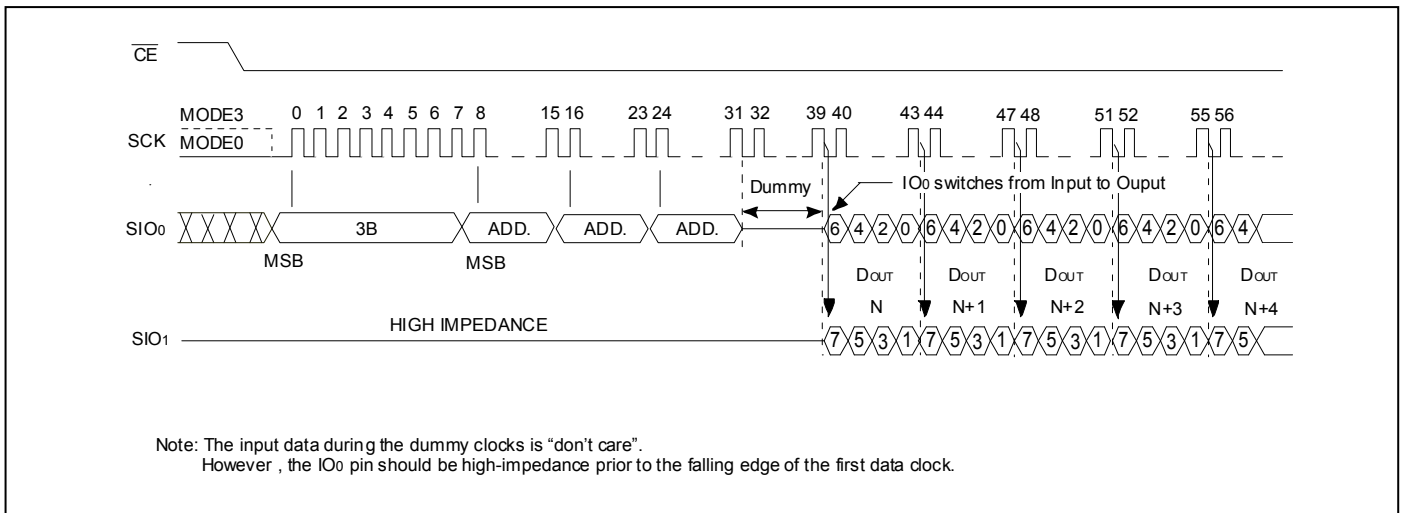 CE
MODE3 0 1 2 3 4 5 6 7 8 15 16 23 24 31 32 39 40 43 44 47 48 51 52 55 56
SCK MODE0
Dummy IO0 switches from Input to Ouput
SIO0 3B ADD. ADD. ADD. 6 4 2 0 6 4 2 0 6 4 2 0 6 4 2 0 6 4
MSB MSB
DOUT DOUT DOUT DOUT DOUT
N N+1 N+2 N+3 N+4
HIGH IMPEDANCE
SIO1 7 5 3 1 7 5 3 1 7 5 3 1 7 5 3 1 7 5
Note: The input data during the dummy clocks is “don’t care”.
However , the IO0 pin should be high-impedance prior to the falling edge of the first data clock.